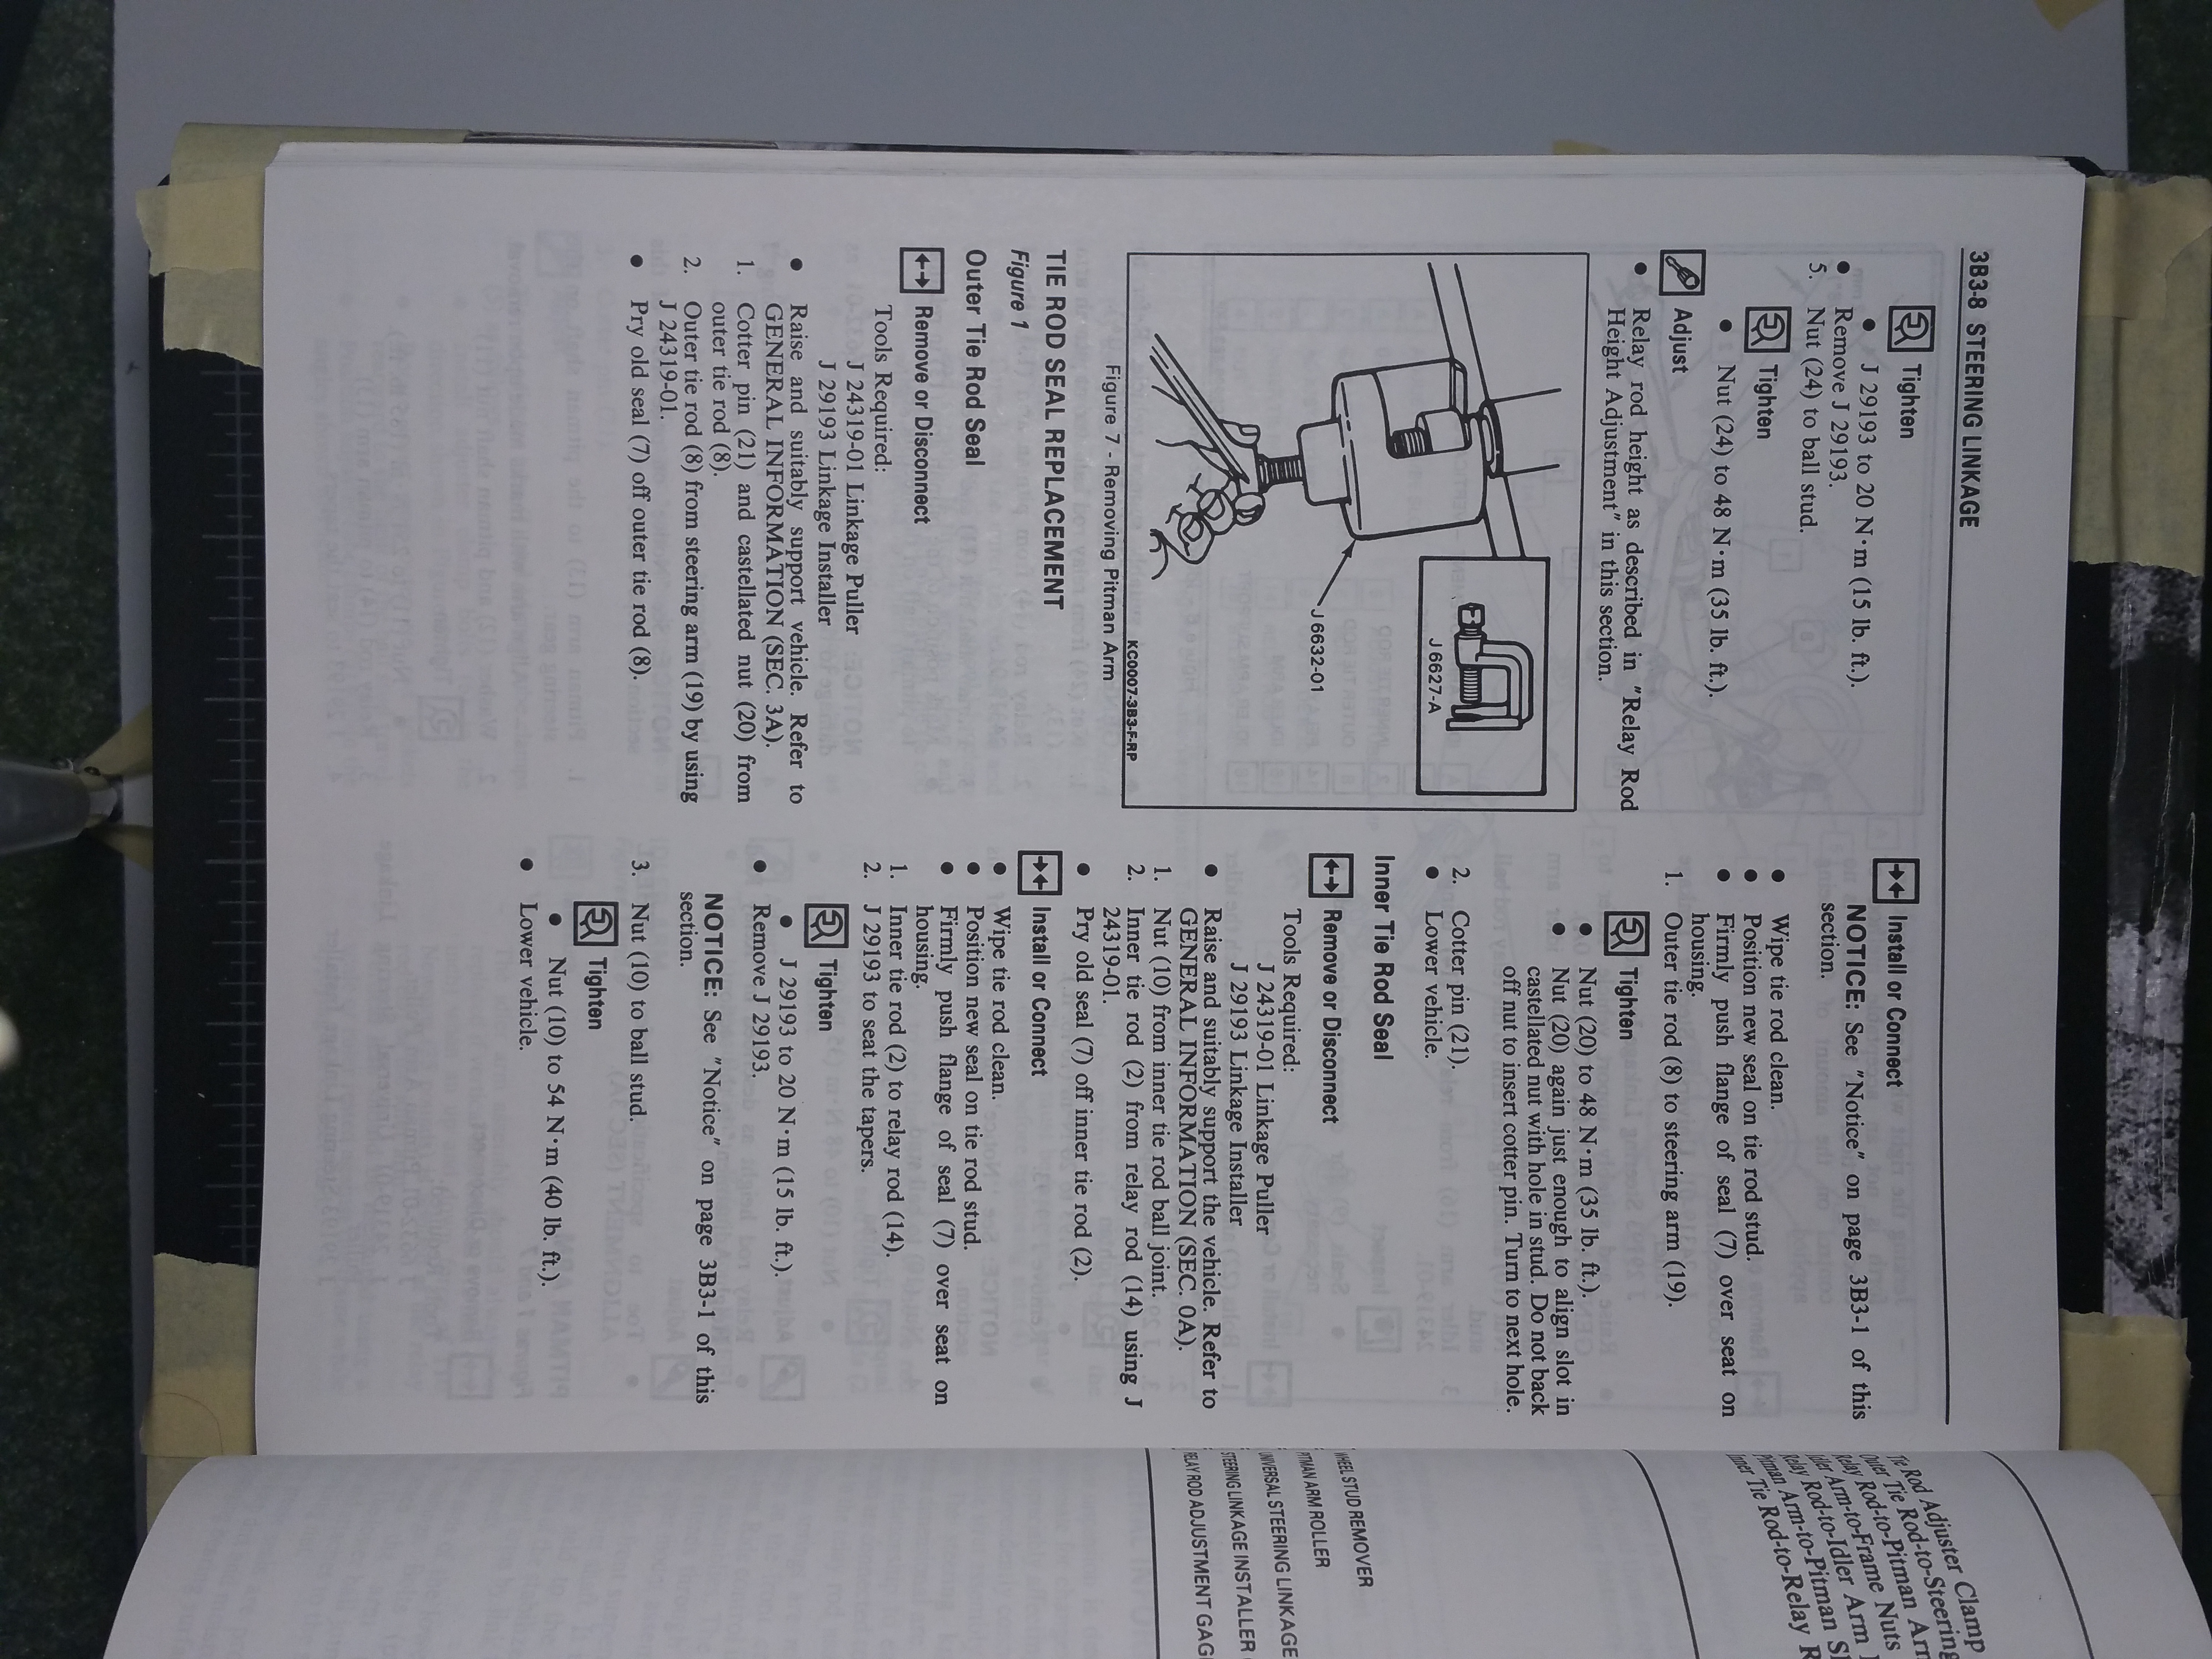 3B3-8 STEERING LINKAGE
Tighten
• J 29193 to 20 N·m (15 lb. ft.).
• Remove J 29193.
5. Nut (24) to ball stud.
Tighten
• Nut (24) to 48 N·m (35 lb. ft.).
Adjust
• Relay rod height as described in "Relay Rod
Height Adjustment" in this section.
J 6627-A
J 6632-01
KC0007-3B3-F-RP
Figure 7 - Removing Pitman Arm
TIE ROD SEAL REPLACEMENT
Figure 1
Outer Tie Rod Seal
Remove or Disconnect
Tools Required:
J 24319-01 Linkage Puller
J 29193 Linkage Installer
• Raise and suitably support vehicle. Refer to
GENERAL INFORMATION (SEC. 3A).
1. Cotter pin (21) and castellated nut (20) from
outer tie rod (8).
2. Outer tie rod (8) from steering arm (19) by using
J 24319-01.
• Pry old seal (7) off outer tie rod (8).
Install or Connect
NOTICE: See "Notice" on page 3B3-1 of this
section.
• Wipe tie rod clean.
• Position new seal on tie rod stud.
• Firmly push flange of seal (7) over seat on
housing.
1. Outer tie rod (8) to steering arm (19).
Tighten
• Nut (20) to 48 N·m (35 lb. ft.).
• Nut (20) again just enough to align slot in
castellated nut with hole in stud. Do not back
off nut to insert cotter pin. Turn to next hole.
2. Cotter pin (21).
• Lower vehicle.
Inner Tie Rod Seal
Remove or Disconnect
Tools Required:
J 24319-01 Linkage Puller
J 29193 Linkage Installer
• Raise and suitably support the vehicle. Refer to
GENERAL INFORMATION (SEC. 0A).
1. Nut (10) from inner tie rod ball joint.
2. Inner tie rod (2) from relay rod (14) using J
24319-01.
• Pry old seal (7) off inner tie rod (2).
Install or Connect
• Wipe tie rod clean.
• Position new seal on tie rod stud.
• Firmly push flange of seal (7) over seat on
housing.
1. Inner tie rod (2) to relay rod (14).
2. J 29193 to seat the tapers.
Tighten
• J 29193 to 20 N·m (15 lb. ft.).
• Remove J 29193.
NOTICE: See "Notice" on page 3B3-1 of this
section.
3. Nut (10) to ball stud.
Tighten
• Nut (10) to 54 N·m (40 lb. ft.).
• Lower vehicle.
Tie Rod Adjuster Clamp
Outer Tie Rod-to-Steering
Relay Rod-to-Pitman Arm
Idler Arm-to-Frame Nuts
Relay Rod-to-Idler Arm
Pitman Arm-to-Pitman
Inner Tie Rod-to-Relay
WHEEL STUD REMOVER
PITMAN ARM ROLLER
UNIVERSAL STEERING LINKAGE
STEERING LINKAGE INSTALLER
RELAY ROD ADJUSTMENT GAGE